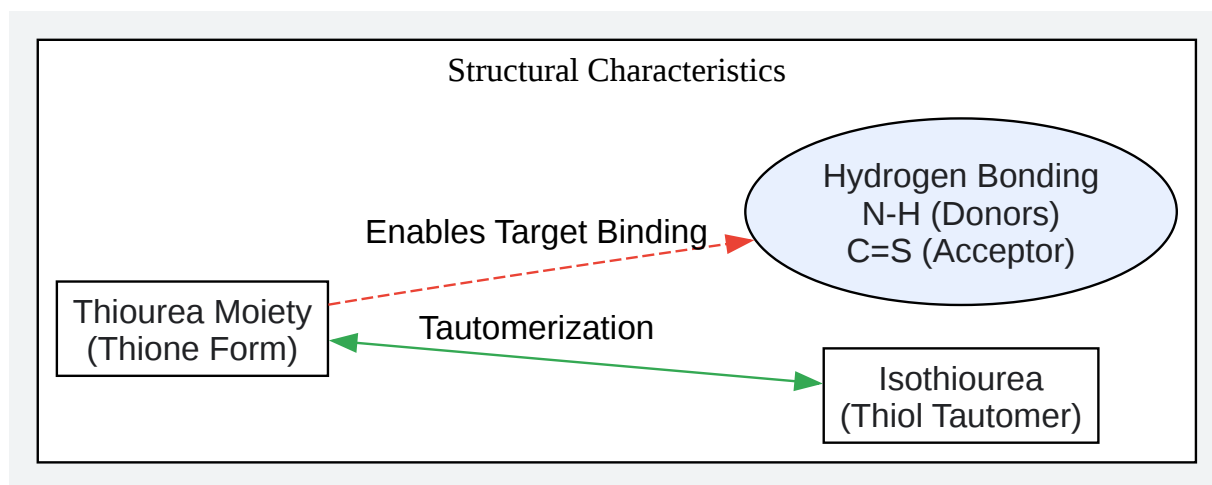 Structural Characteristics
Hydrogen Bonding
N-H (Donors)
C=S (Acceptor)
Enables Target Binding
Thiourea Moiety
(Thione Form)
Tautomerization
Isothiourea
(Thiol Tautomer)